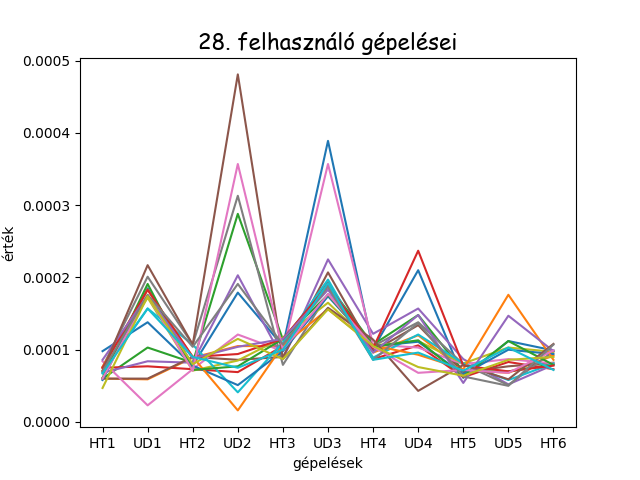 28. felhasználó gépelései
0.0005
0.0004
0.0003
0.0002
0.0001
0.0000
érték
HT1 UD1 HT2 UD2 HT3 UD3 HT4 UD4 HT5 UD5 HT6
gépelések